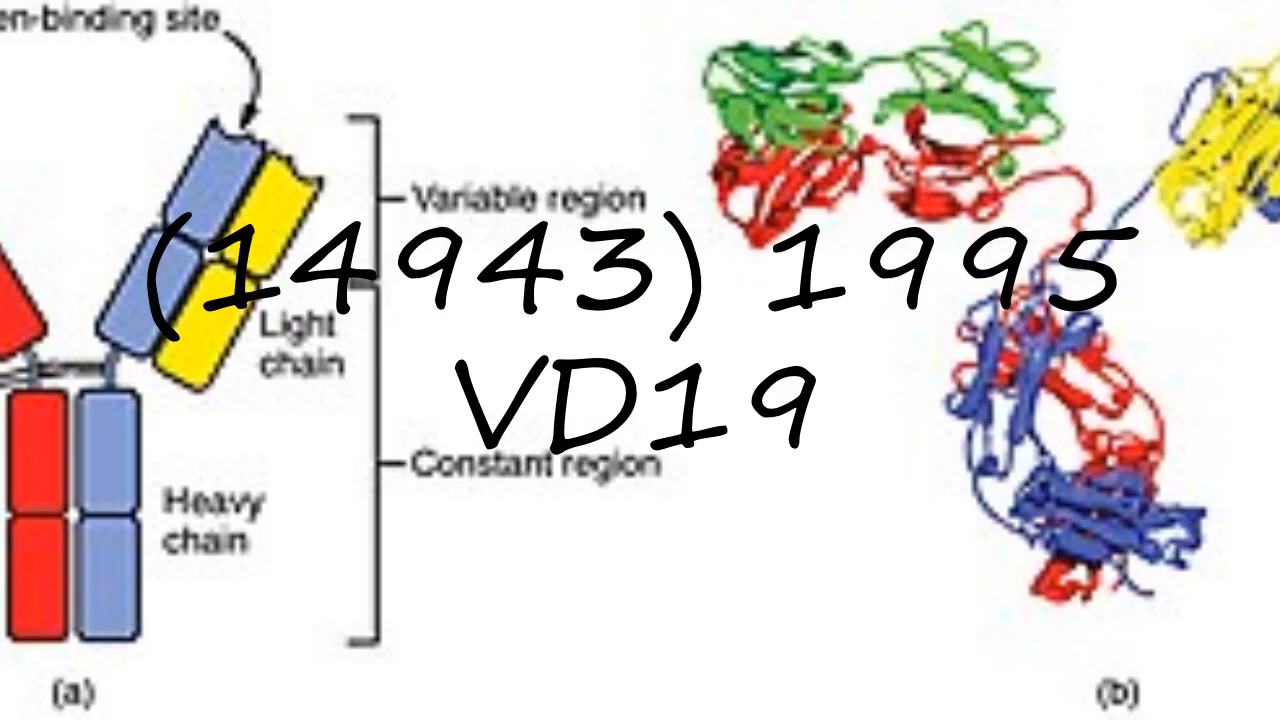 en-binding site
Variable region
(14943) 1995
VD19
Light
chain
Constant region
Heavy
chain
(a)
(b)